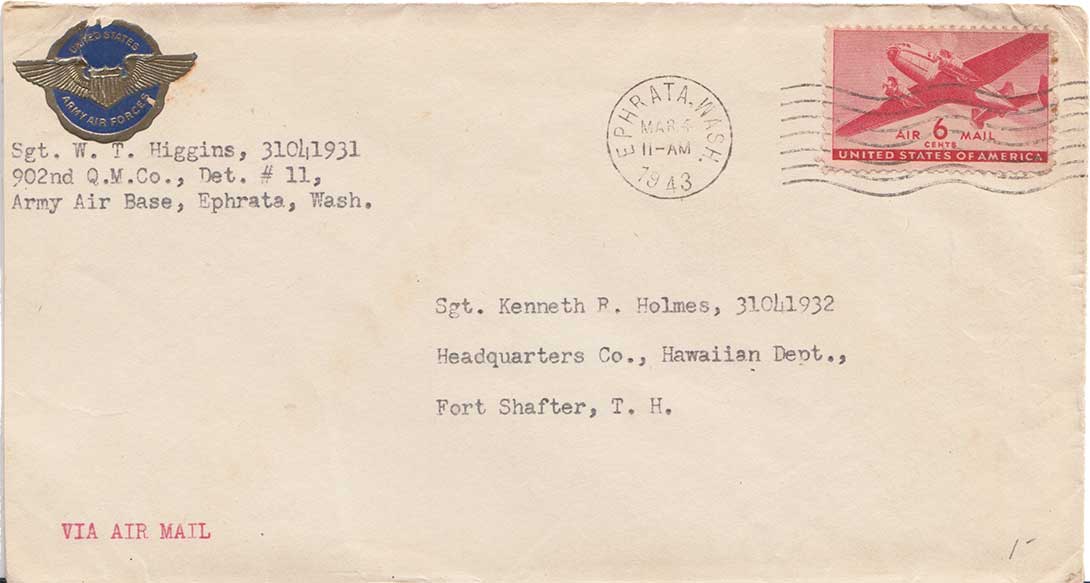 UNITED STATES
ARMY AIR FORCES
Sgt. W. T. Higgins, 31041931
902nd Q.M.Co., Det. # 11,
Army Air Base, Ephrata, Wash.
EPHRATA, WASH.
MAR 4
11-AM
1943
AIR 6 MAIL
CENTS
UNITED STATES OF AMERICA
Sgt. Kenneth R. Holmes, 31041932
Headquarters Co., Hawaiian Dept.,
Fort Shafter, T. H.
VIA AIR MAIL